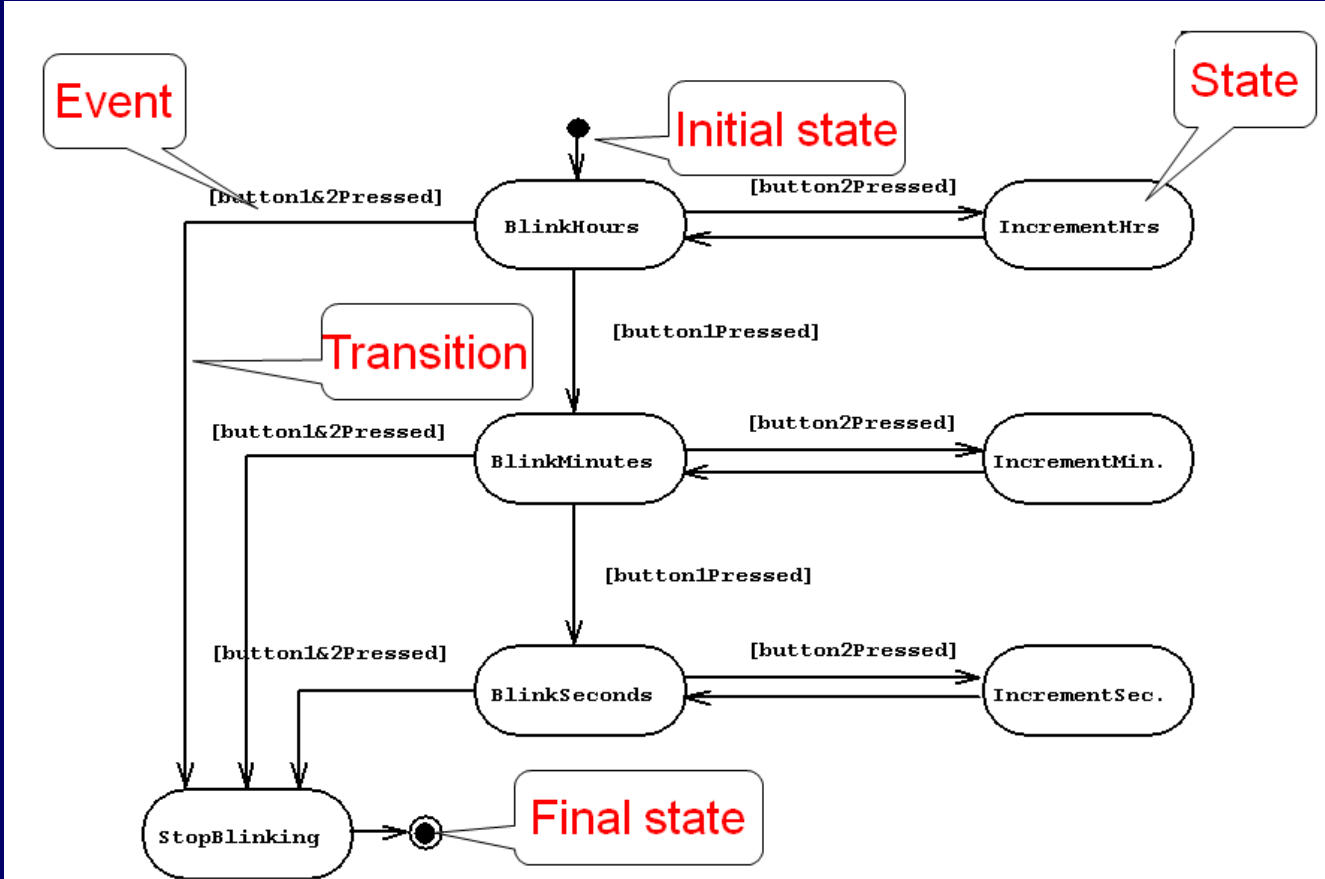 Event
Initial state
State
[button1&2Pressed]
[button2Pressed]
BlinkHours
IncrementHrs
[button1Pressed]
Transition
[button1&2Pressed]
[button2Pressed]
BlinkMinutes
IncrementMin.
[button1Pressed]
[button1&2Pressed]
[button2Pressed]
BlinkSeconds
IncrementSec.
Final state
StopBlinking